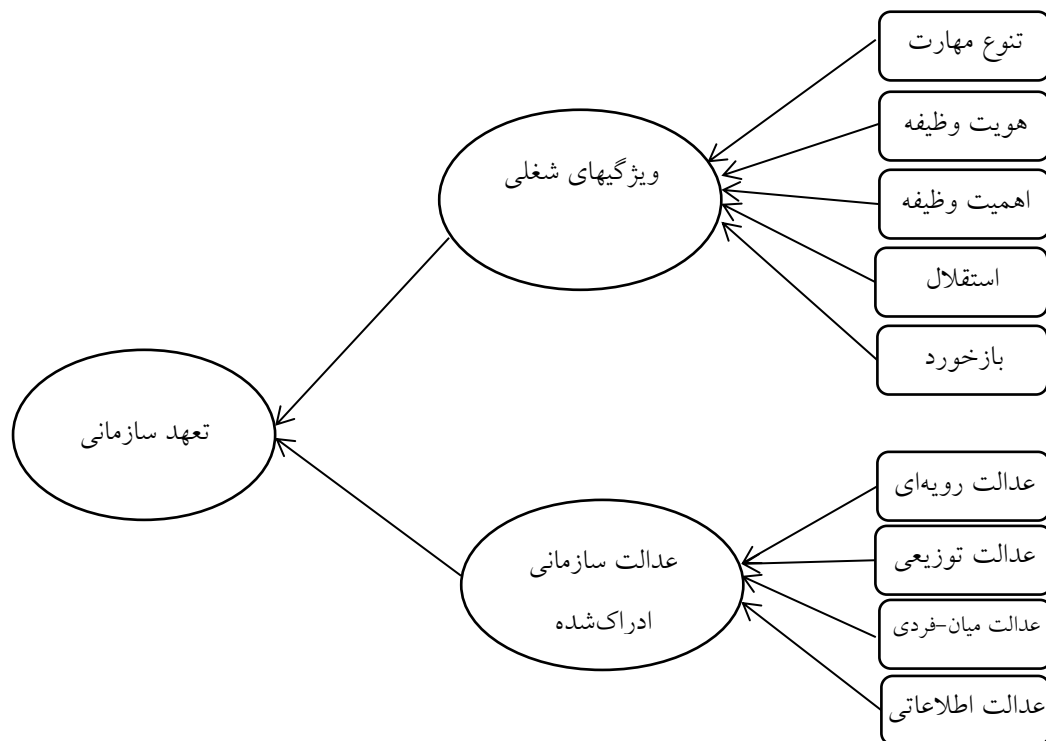 تنوع مهارت
هویت وظیفه
اهمیت وظیفه
استقلال
بازخورد
ویژگیهای شغلی
تعهد سازمانی
عدالت رویه‌ای
عدالت توزیعی
عدالت میان-فردی
عدالت اطلاعاتی
عدالت سازمانی
ادراک‌شده